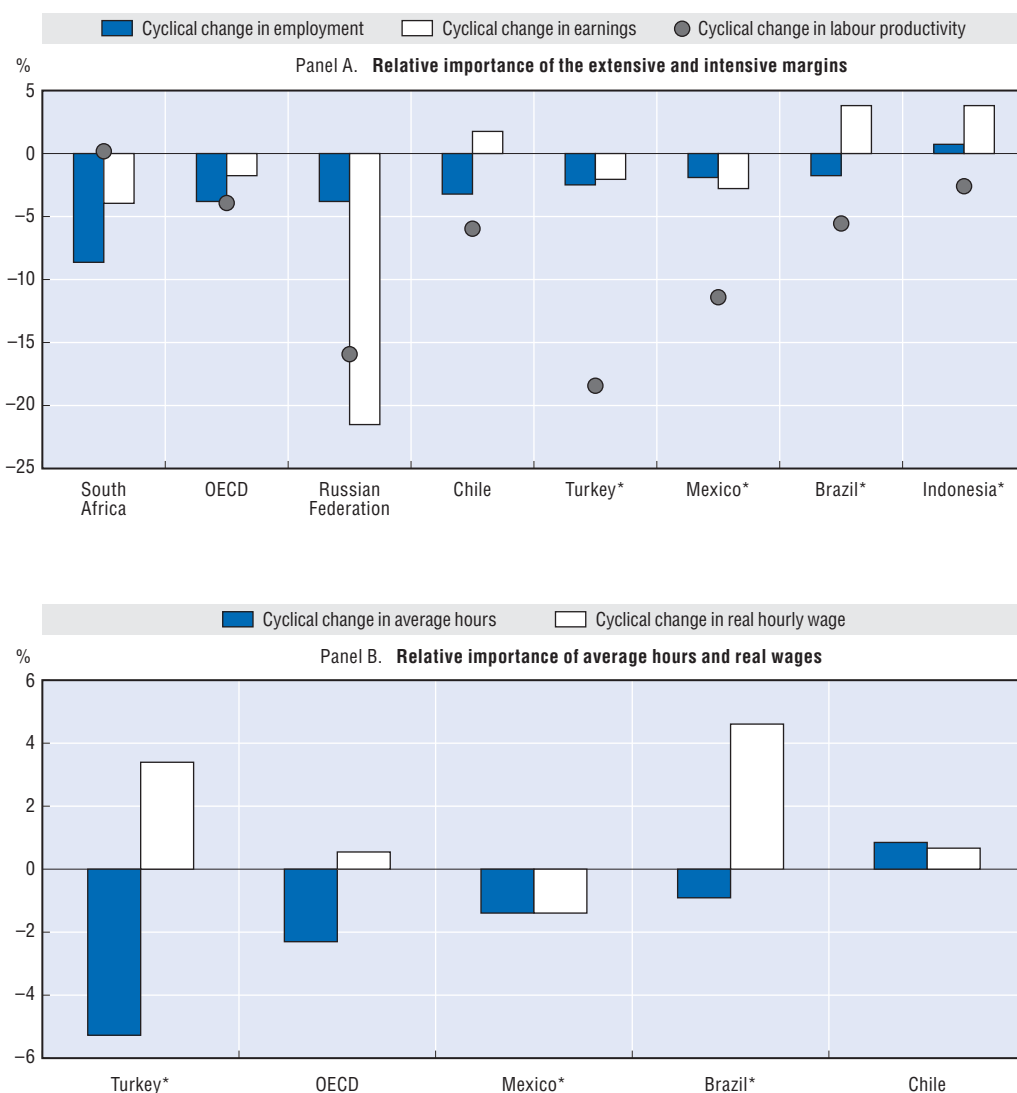 Cyclical change in employment Cyclical change in earnings Cyclical change in labour productivity
%
Panel A. Relative importance of the extensive and intensive margins
5
0
–5
–10
–15
–20
–25
South Africa OECD Russian Federation Chile Turkey* Mexico* Brazil* Indonesia*
Cyclical change in average hours Cyclical change in real hourly wage
%
Panel B. Relative importance of average hours and real wages
6
4
2
0
–2
–4
–6
Turkey* OECD Mexico* Brazil* Chile